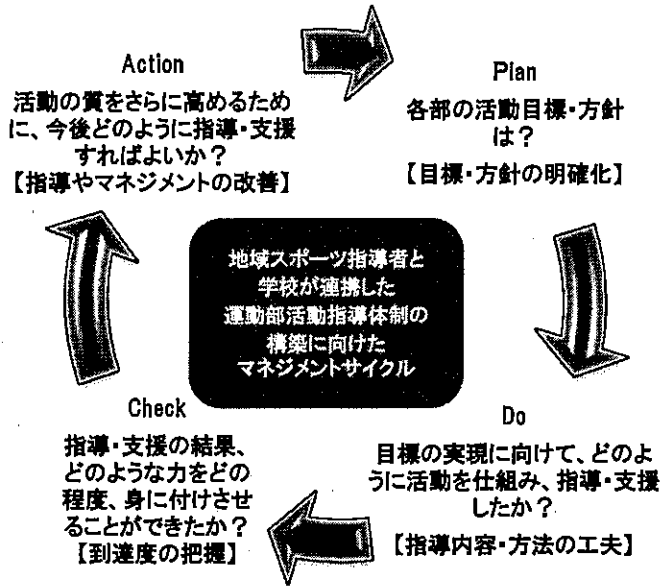 Action
活動の質をさらに高めるため
に、今後どのように指導・支援
すればよいか？
【指導やマネジメントの改善】
Plan
各部の活動目標・方針
は？
【目標・方針の明確化】
地域スポーツ指導者と
学校が連携した
運動部活動指導体制の
構築に向けた
マネジメントサイクル
Do
目標の実現に向けて、どのよ
うに活動を仕組み、指導・支援
したか？
【指導内容・方法の工夫】
Check
指導・支援の結果、
どのような力をどの
程度、身に付けさせ
ることができたか？
【到達度の把握】